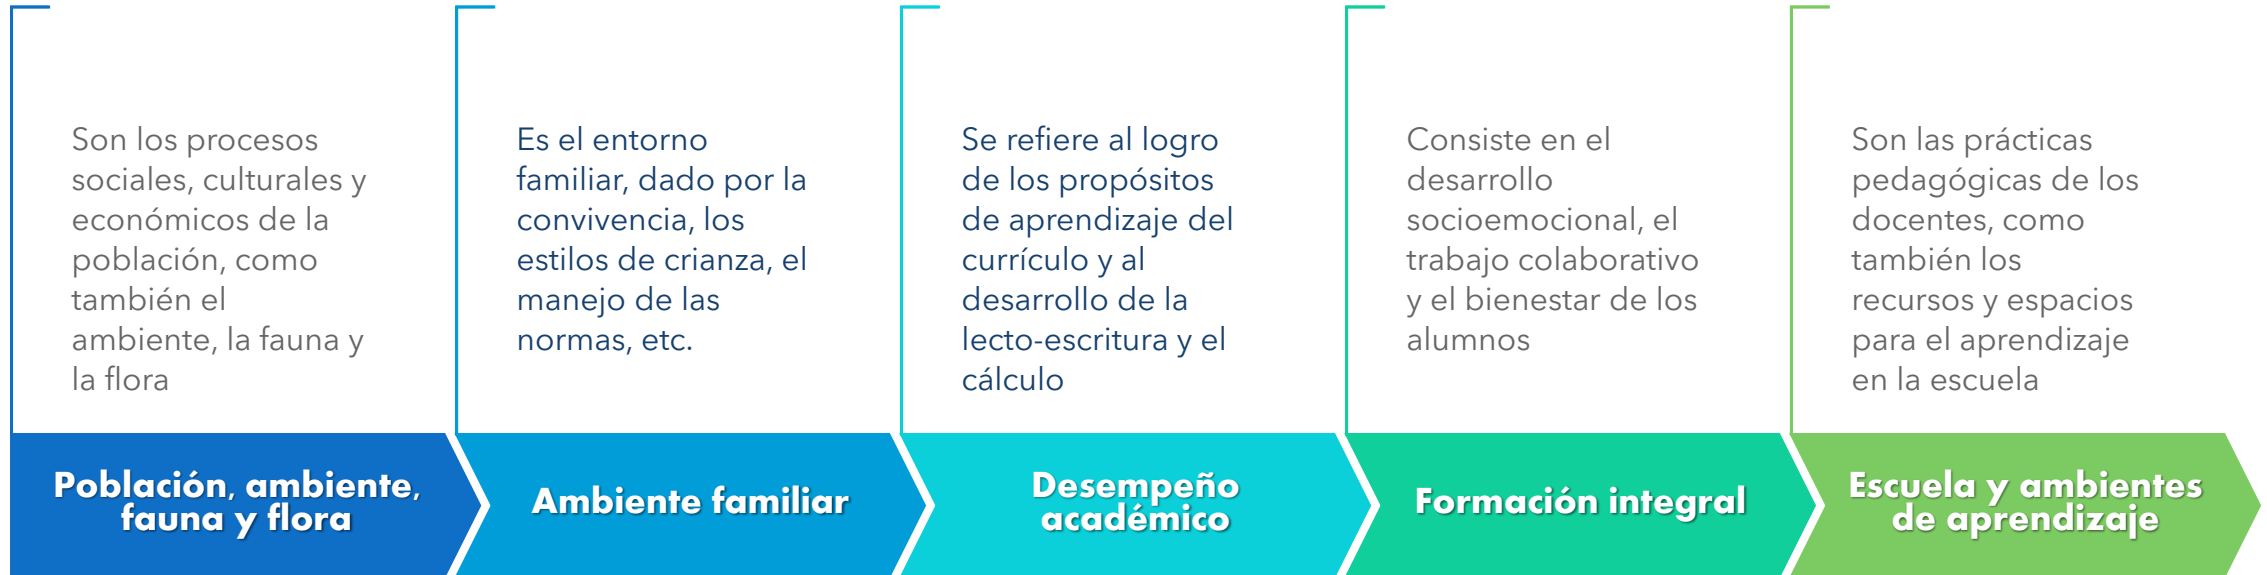 Son los procesos
sociales, culturales y
económicos de la
población, como
también el
ambiente, la fauna y
la flora
Población, ambiente,
fauna y flora
Es el entorno
familiar, dado por la
convivencia, los
estilos de crianza, el
manejo de las
normas, etc.
Ambiente familiar
Se refiere al logro
de los propósitos
de aprendizaje del
currículo y al
desarrollo de la
lecto-escritura y el
cálculo
Desempeño
académico
Consiste en el
desarrollo
socioemocional, el
trabajo colaborativo
y el bienestar de los
alumnos
Formación integral
Son las prácticas
pedagógicas de los
docentes, como
también los
recursos y espacios
para el aprendizaje
en la escuela
Escuela y ambientes
de aprendizaje